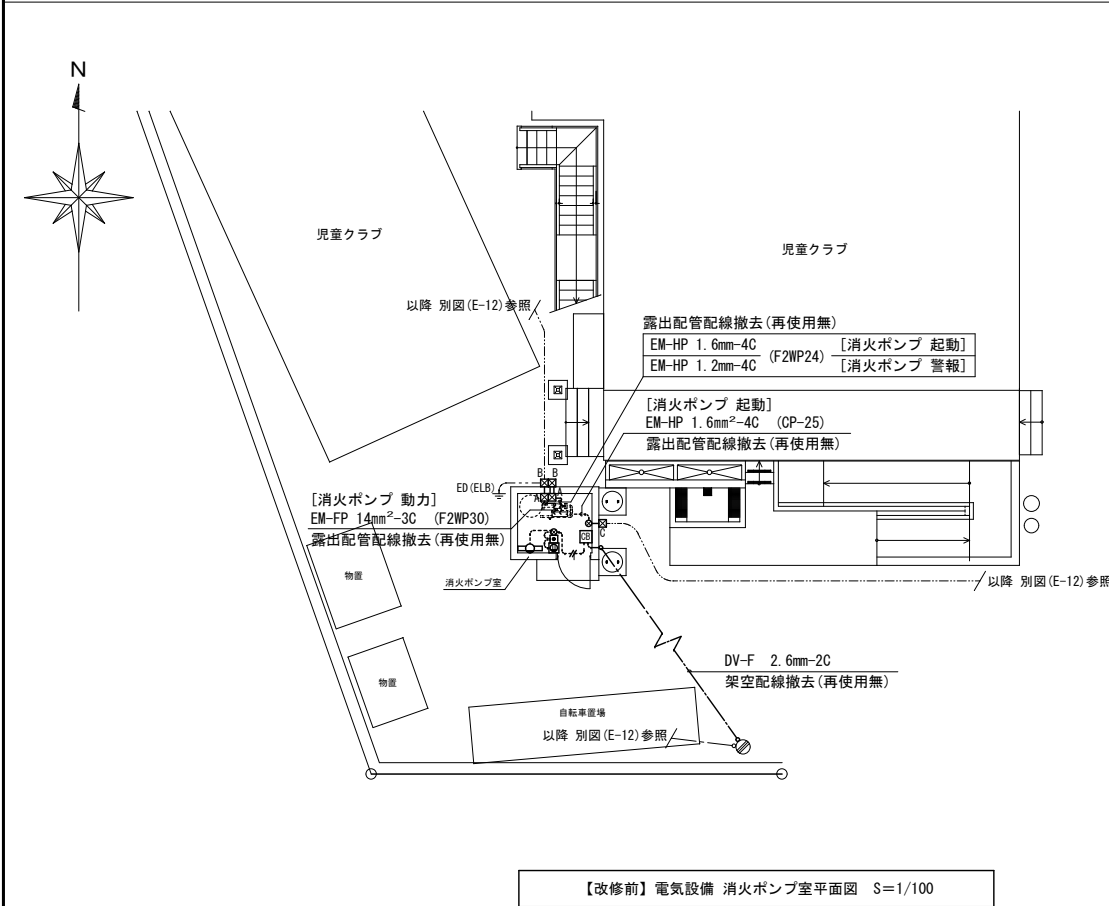 N
児童クラブ
児童クラブ
以降 別図(E-12)参照
露出配管配線撤去(再使用無)
EM-HP 1.6mm-4C (F2WP24) [消火ポンプ 起動]
EM-HP 1.2mm-4C [消火ポンプ 警報]
[消火ポンプ 起動]
EM-HP 1.6mm²-4C (CP-25)
露出配管配線撤去(再使用無)
B B
ED(ELB)
A A
[消火ポンプ 動力]
EM-FP 14mm²-3C (F2WP30)
露出配管配線撤去(再使用無)
C
CB
物置
消火ポンプ室
以降 別図(E-12)参照
DV-F 2.6mm-2C
架空配線撤去(再使用無)
物置
自転車置場
以降 別図(E-12)参照
【改修前】電気設備 消火ポンプ室平面図 S=1/100